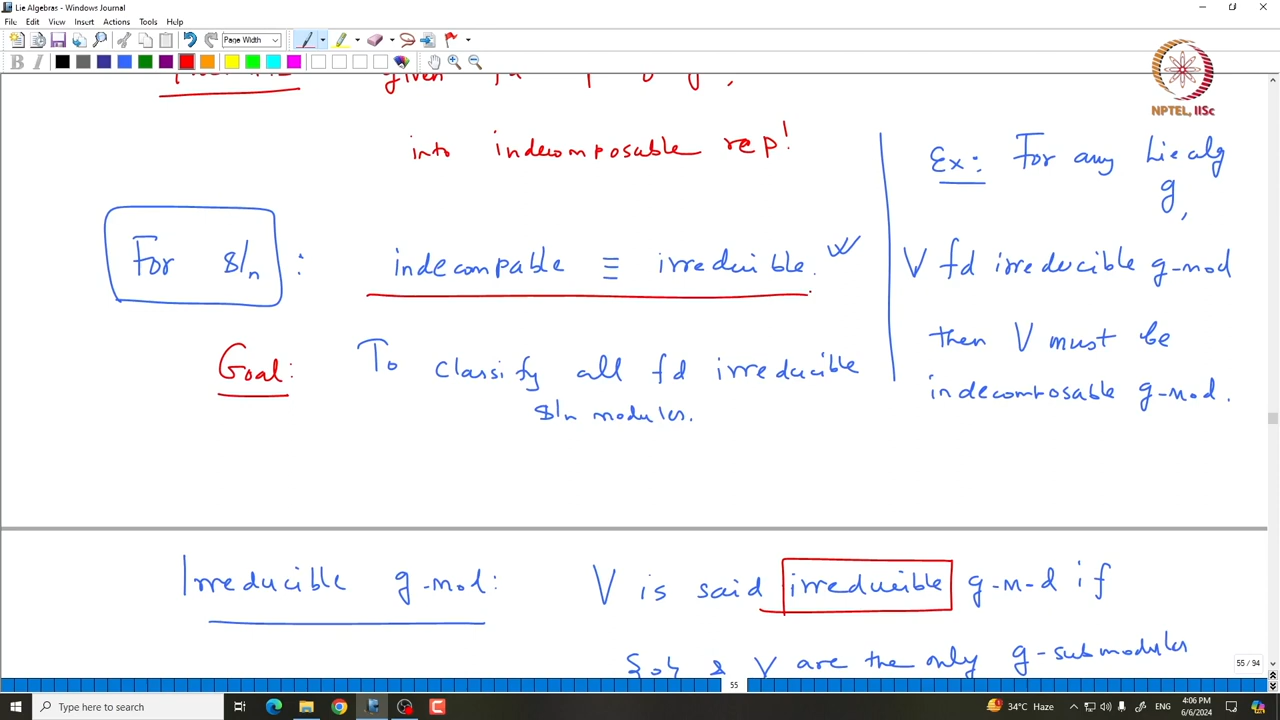 Lie Algebras - Windows Journal
File Edit View Insert Actions Tools Help
Page Width
NPTEL, IISc
given
into indecomposable rep!
For sln : indecompable ≡ irreducible.
Goal: To classify all fd irreducible
sln modules.
Ex: For any Lie alg
g,
V fd irreducible g-mod
then V must be
indecomposable g-mod.
Irreducible g-mod: V is said irreducible g-m-d if
{0} & V are the only g-submodules
55 / 94
55
Type here to search
34°C Haze
ENG
4:06 PM
6/6/2024